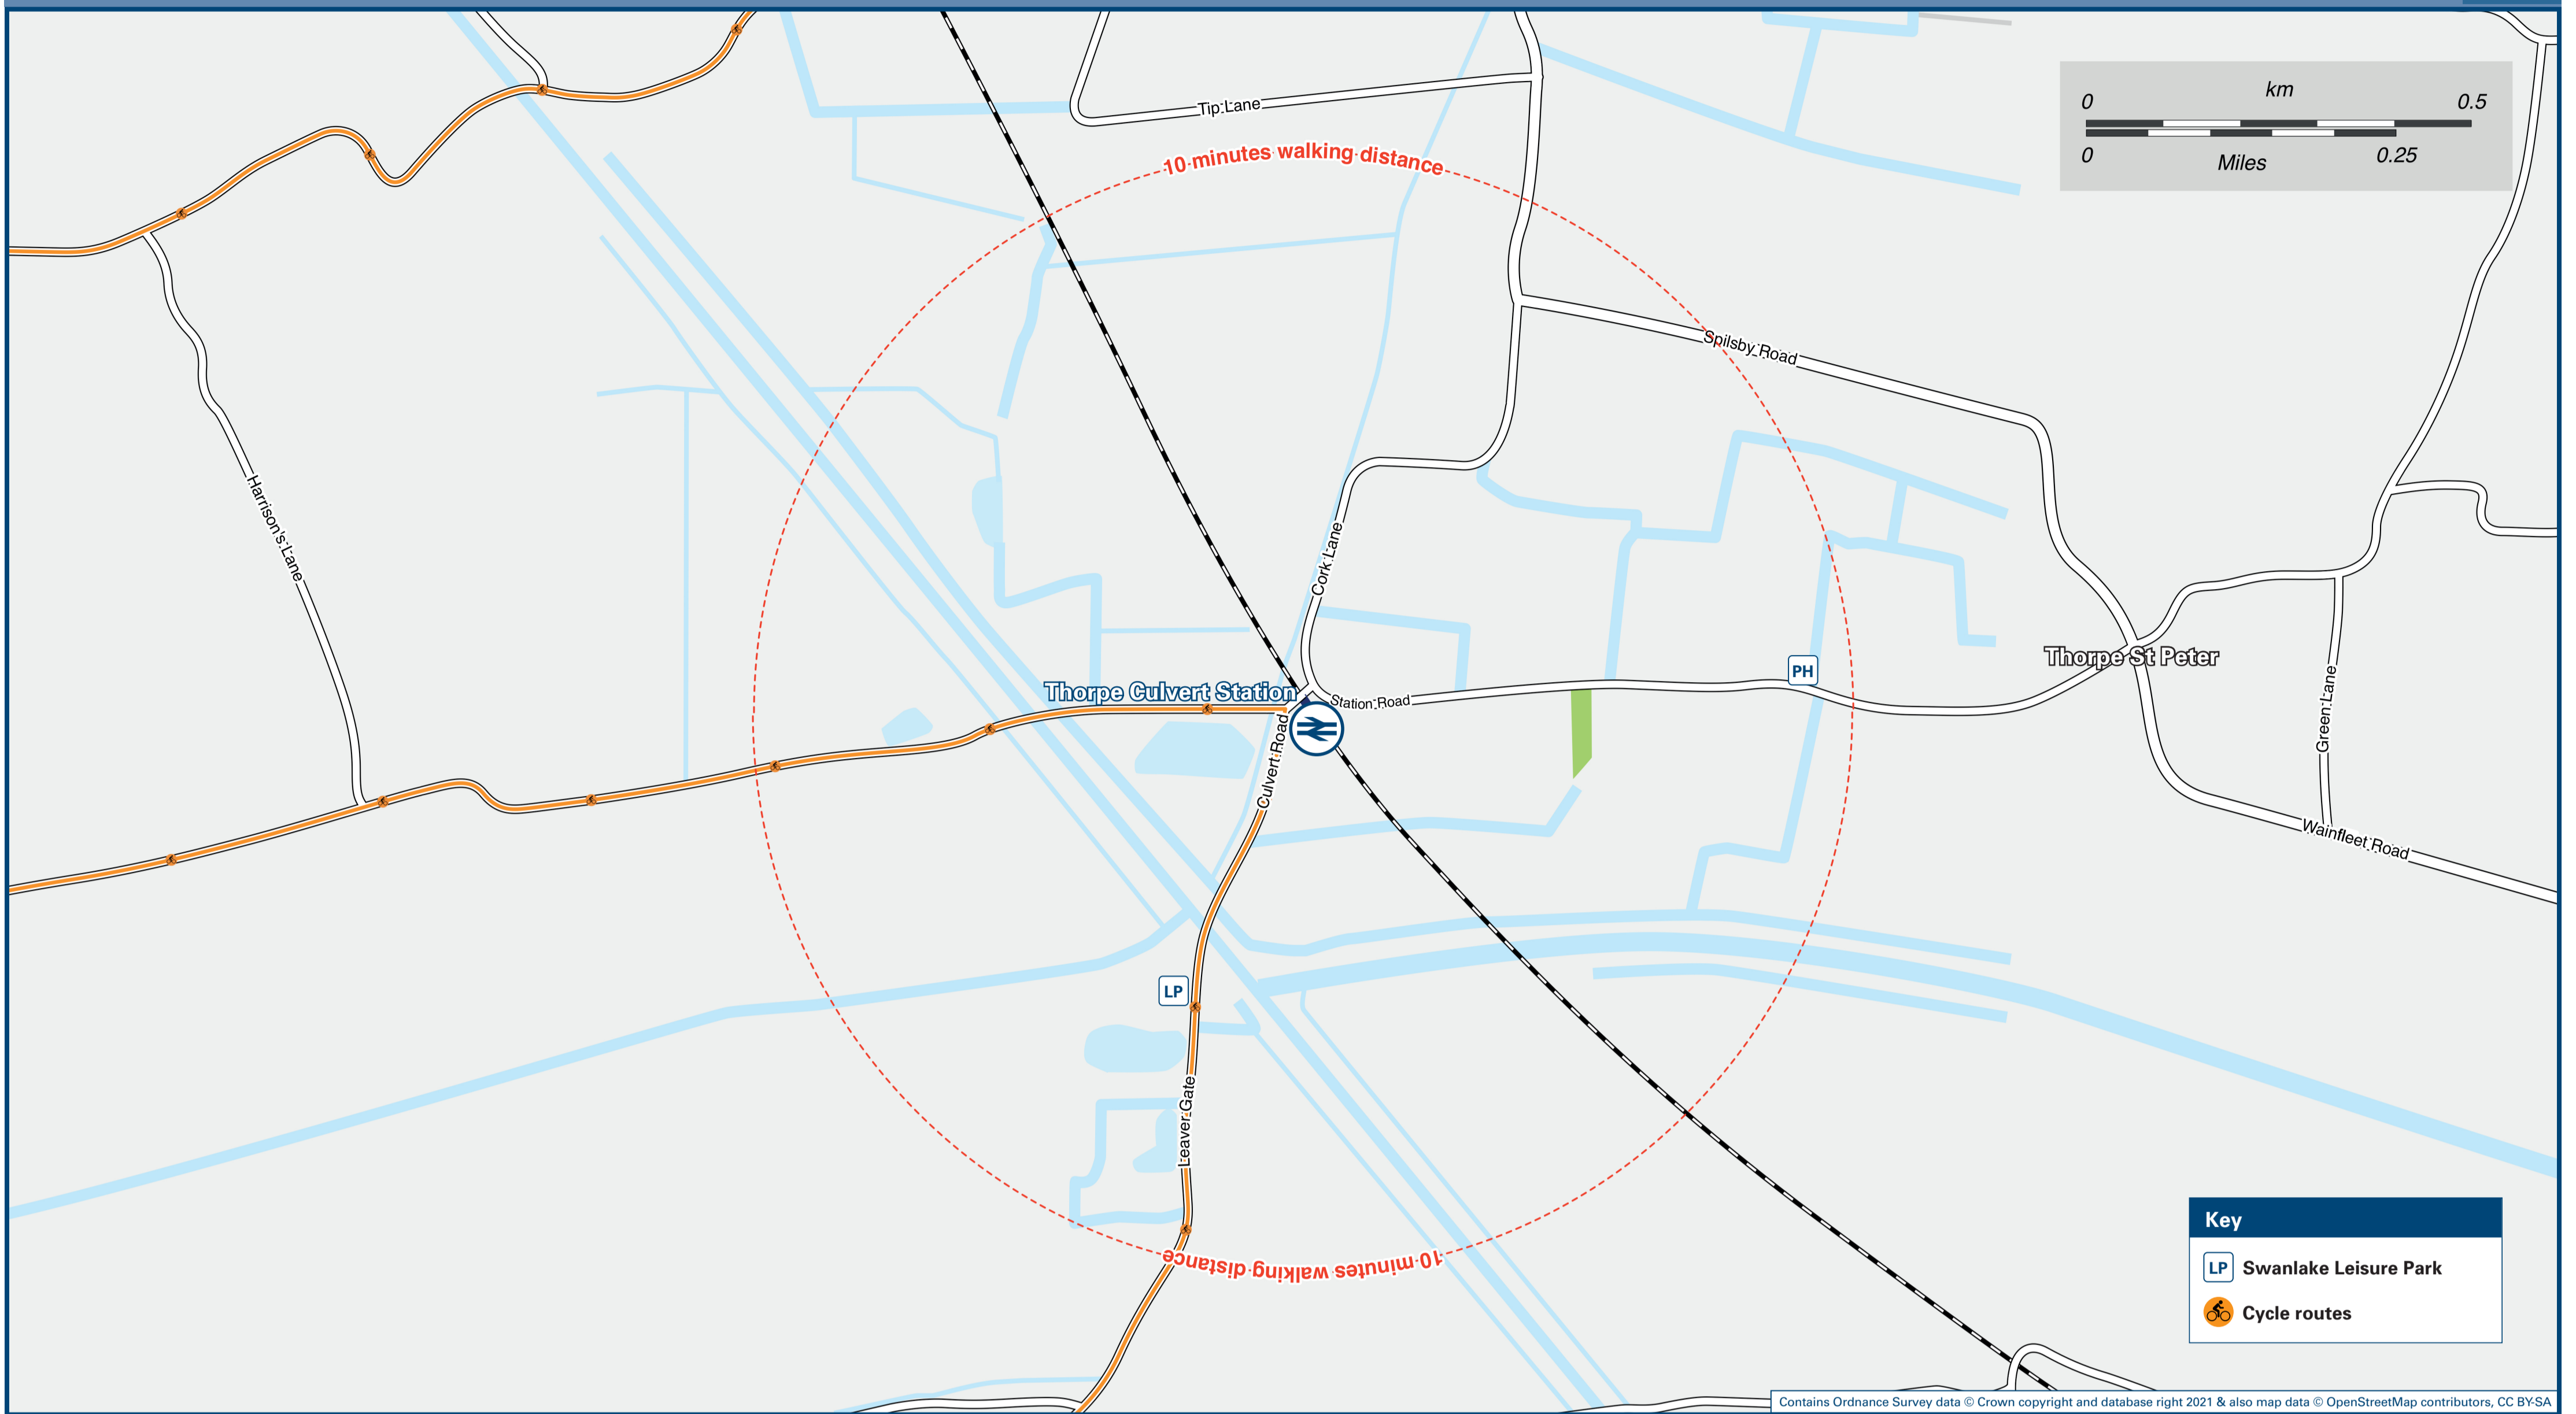 Tip Lane
km
0 0.5
0 0.25
Miles
10 minutes walking distance
Spilsby Road
Harrison's Lane
Cork Lane
Thorpe St Peter
PH
Thorpe Culvert Station
Station Road
Green Lane
Culvert Road
Wainfleet Road
LP
Leaver Gate
10 minutes walking distance
Key
LP Swanlake Leisure Park
Cycle routes
Contains Ordnance Survey data © Crown copyright and database right 2021 & also map data © OpenStreetMap contributors, CC BY-SA